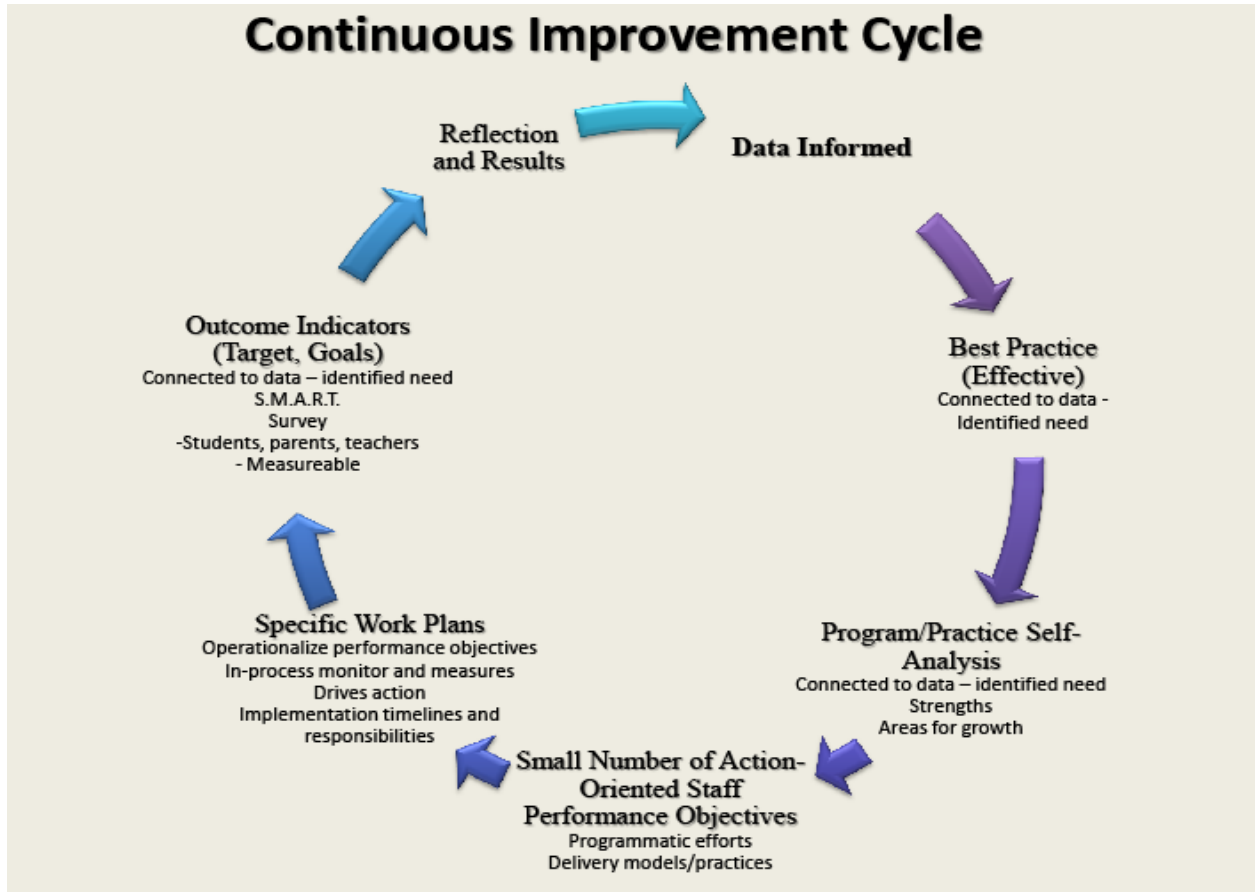 Continuous Improvement Cycle
Reflection
and Results
Data Informed
Best Practice
(Effective)
Connected to data -
Identified need
Program/Practice Self-
Analysis
Connected to data – identified need
Strengths
Areas for growth
Small Number of Action-
Oriented Staff
Performance Objectives
Programmatic efforts
Delivery models/practices
Specific Work Plans
Operationalize performance objectives
In-process monitor and measures
Drives action
Implementation timelines and
responsibilities
Outcome Indicators
(Target, Goals)
Connected to data – identified need
S.M.A.R.T.
Survey
-Students, parents, teachers
- Measureable